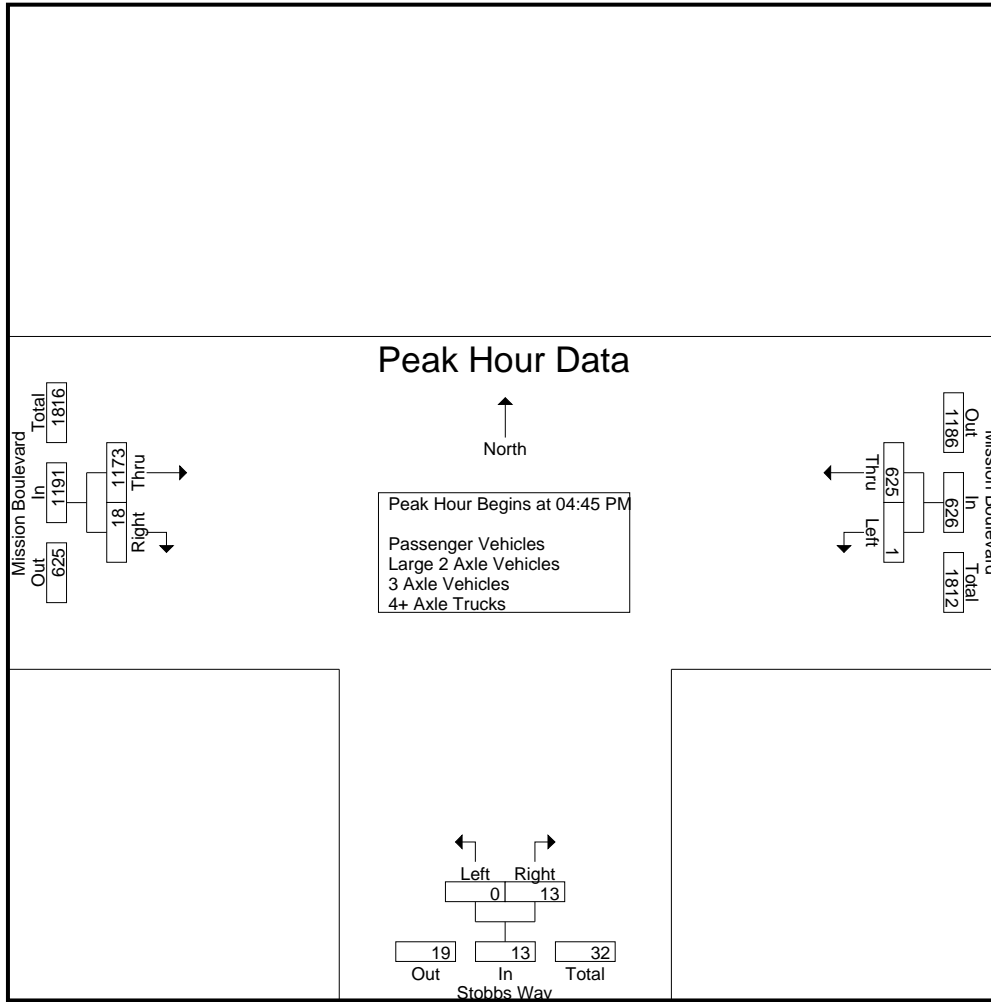 Peak Hour Data
North
Peak Hour Begins at 04:45 PM
Passenger Vehicles
Large 2 Axle Vehicles
3 Axle Vehicles
4+ Axle Trucks
Mission Boulevard
Total
1816
In
1191
Out
625
1173
Thru
18
Right
Mission Boulevard
Out
1186
In
626
Total
1812
625
Thru
1
Left
Left Right
0 13
19 13 32
Out In Total
Stobbs Way